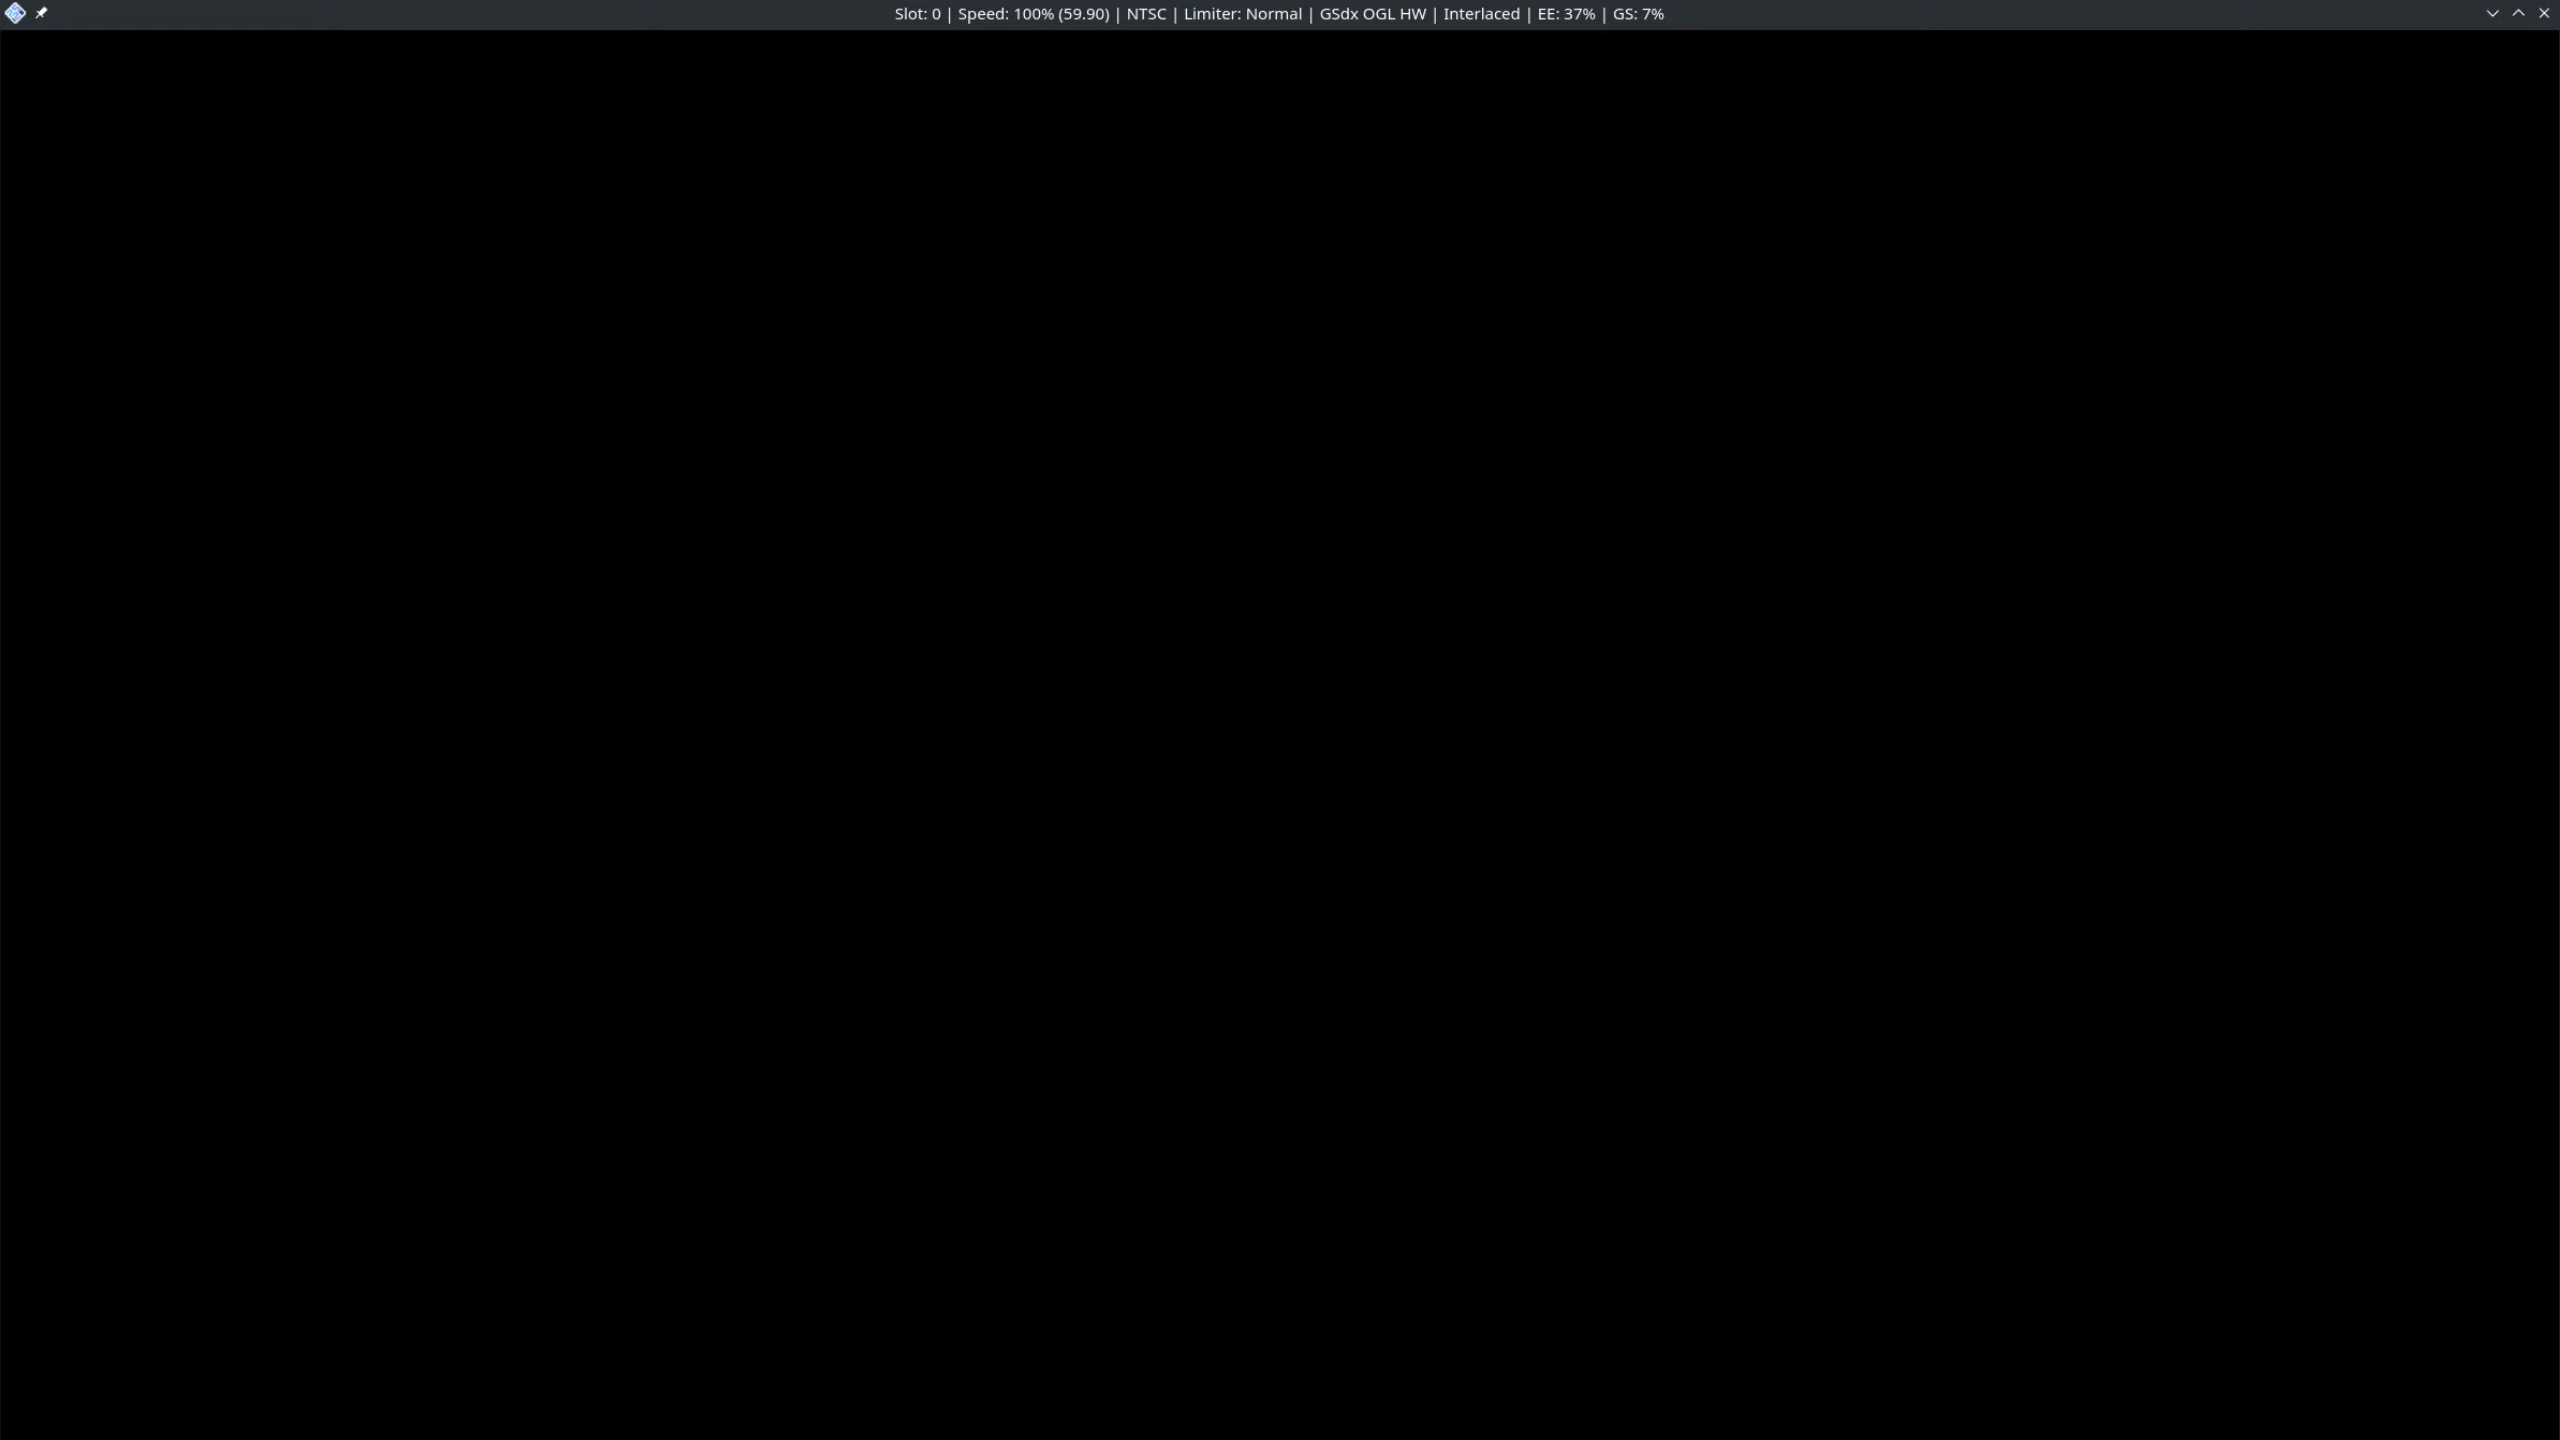 Slot: 0 | Speed: 100% (59.90) | NTSC | Limiter: Normal | GSdx OGL HW | Interlaced | EE: 37% | GS: 7%